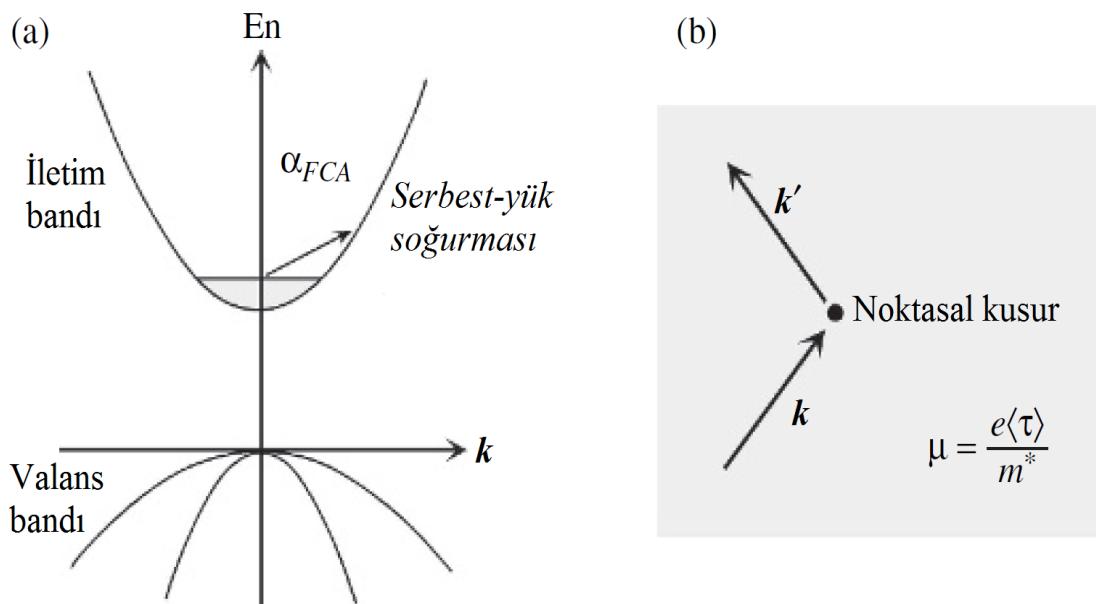 (a)
En
İletim
bandı
α_FCA
Serbest-yük
soğurması
k
Valans
bandı
(b)
k′
Noktasal kusur
k
μ = e⟨τ⟩/m*